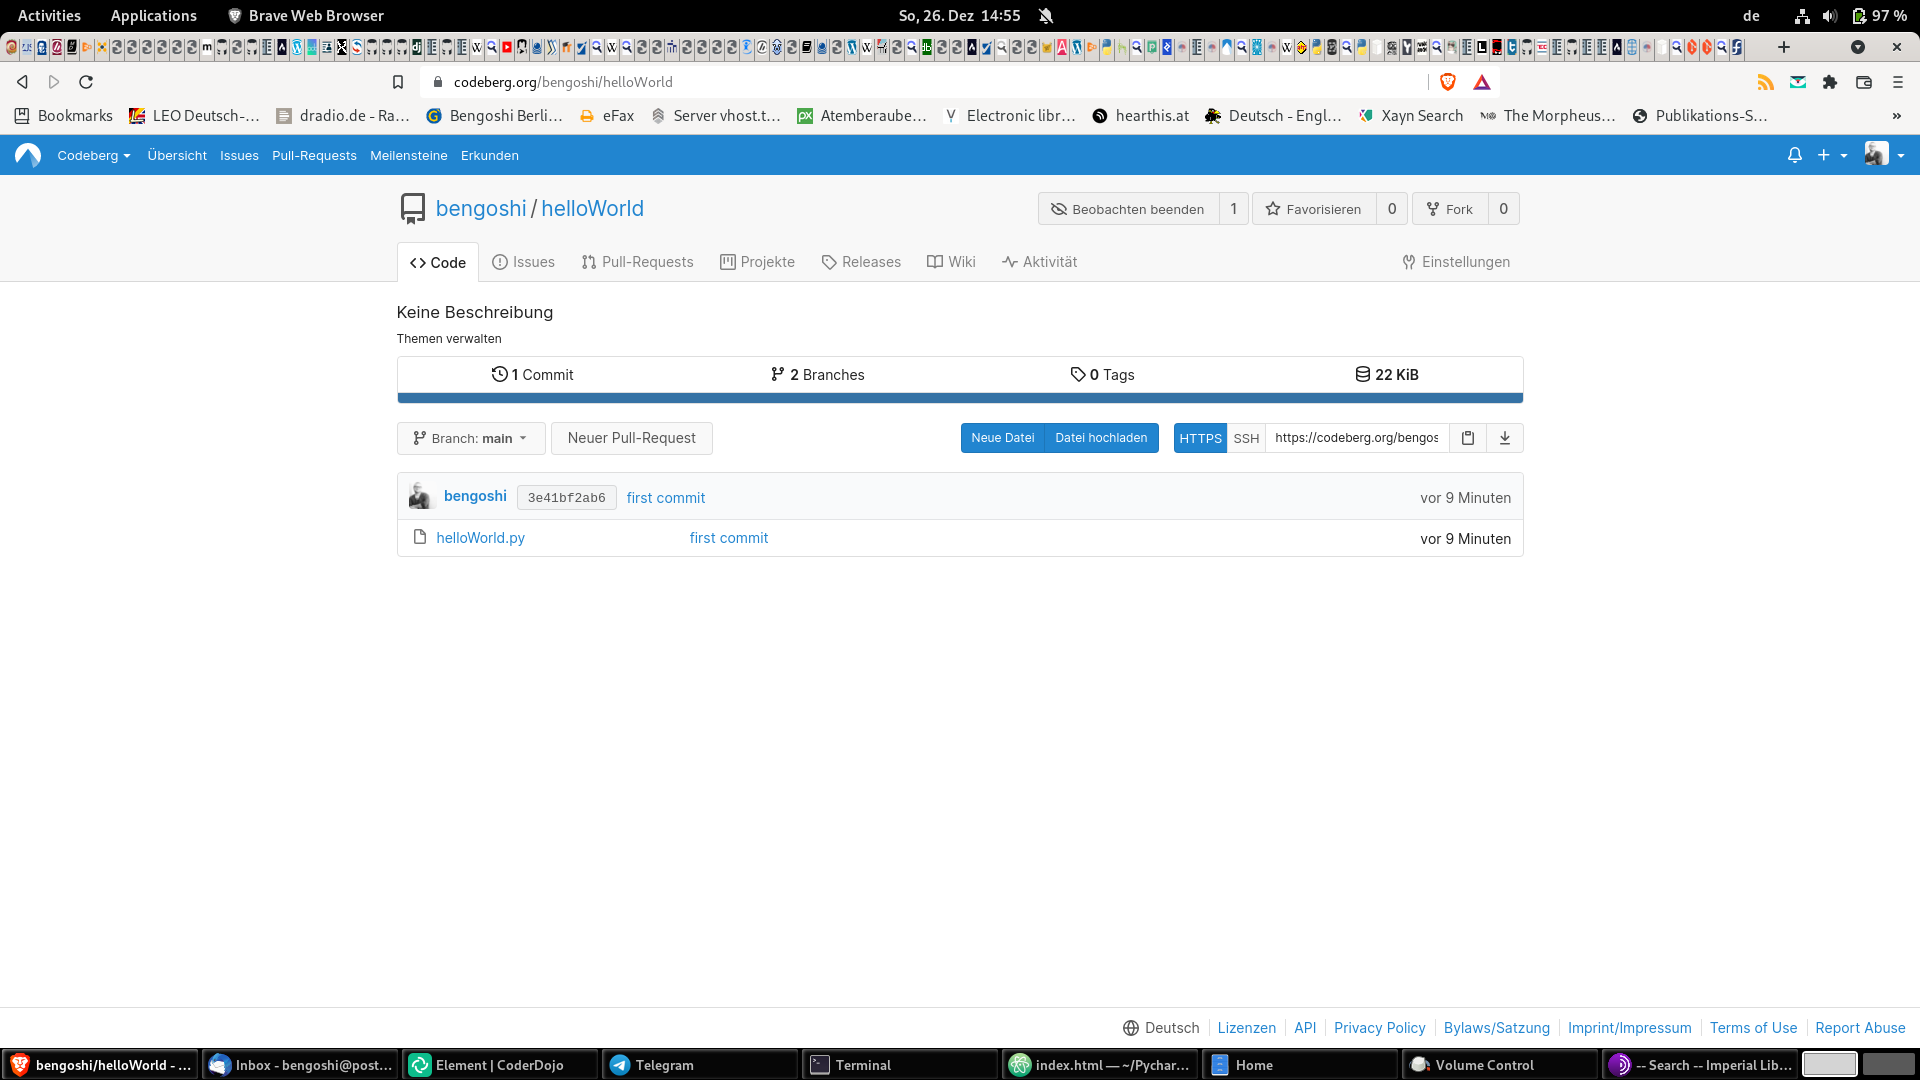 Activities Applications Brave Web Browser So, 26. Dez 14:55 de 97 %
codeberg.org/bengoshi/helloWorld
Bookmarks LEO Deutsch-… dradio.de - Ra… Bengoshi Berli… eFax Server vhost.t… Atemberaube… Electronic libr… hearthis.at Deutsch - Engl… Xayn Search The Morpheus… Publikations-S… »
Codeberg Übersicht Issues Pull-Requests Meilensteine Erkunden
bengoshi / helloWorld Beobachten beenden 1 Favorisieren 0 Fork 0
Code Issues Pull-Requests Projekte Releases Wiki Aktivität Einstellungen
Keine Beschreibung
Themen verwalten
1 Commit 2 Branches 0 Tags 22 KiB
Branch: main Neuer Pull-Request Neue Datei Datei hochladen HTTPS SSH https://codeberg.org/bengos
bengoshi 3e41bf2ab6 first commit vor 9 Minuten
helloWorld.py first commit vor 9 Minuten
Deutsch Lizenzen API Privacy Policy Bylaws/Satzung Imprint/Impressum Terms of Use Report Abuse
bengoshi/helloWorld - … Inbox - bengoshi@post… Element | CoderDojo Telegram Terminal index.html — ~/Pychar… Home Volume Control -- Search -- Imperial Lib…